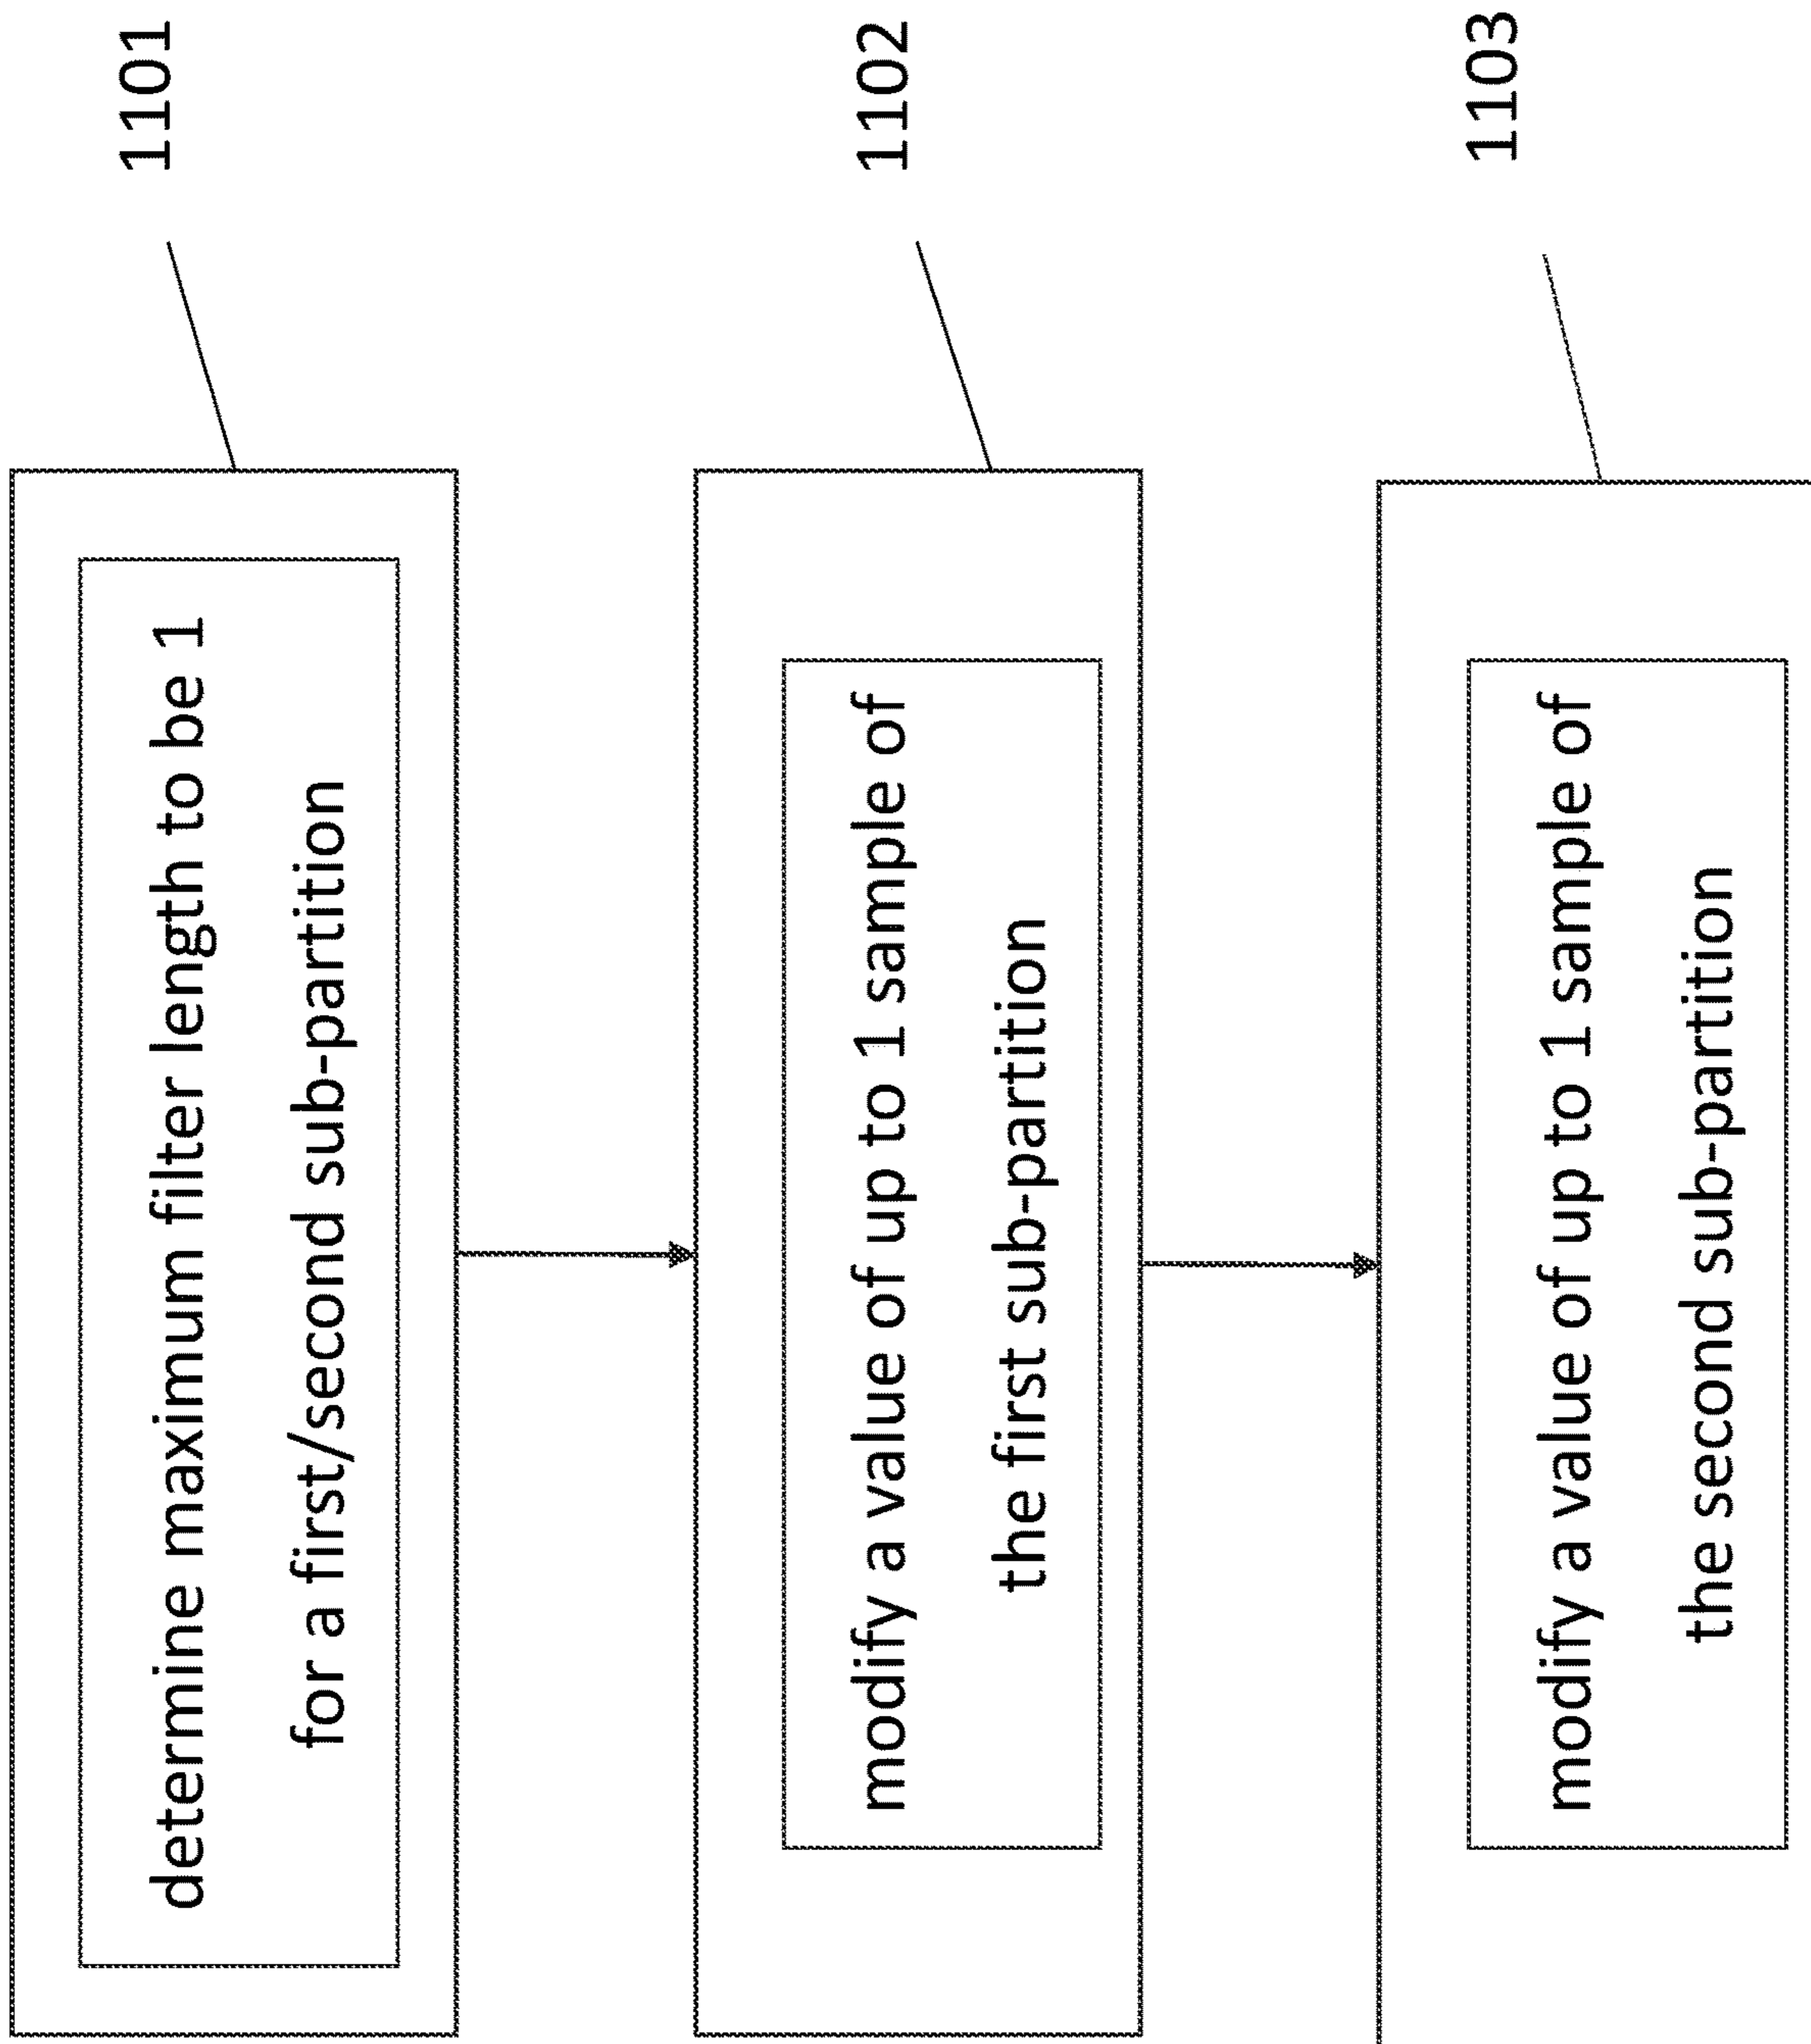 determine maximum filter length to be 1
for a first/second sub-partition
1101
modify a value of up to 1 sample of
the first sub-partition
1102
modify a value of up to 1 sample of
the second sub-partition
1103